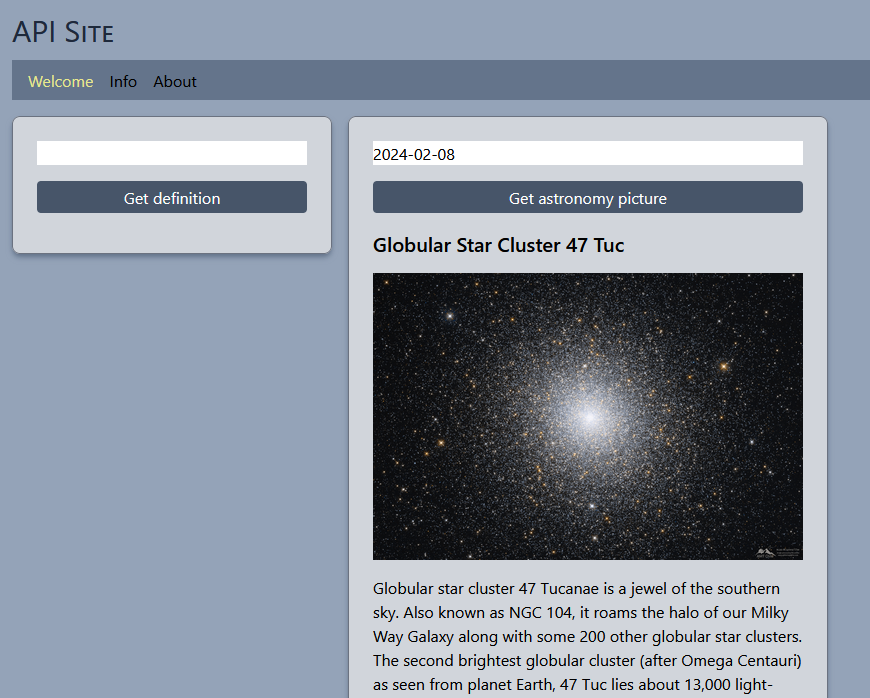 API Site
Welcome Info About
Get definition
2024-02-08
Get astronomy picture
Globular Star Cluster 47 Tuc
Globular star cluster 47 Tucanae is a jewel of the southern
sky. Also known as NGC 104, it roams the halo of our Milky
Way Galaxy along with some 200 other globular star clusters.
The second brightest globular cluster (after Omega Centauri)
as seen from planet Earth, 47 Tuc lies about 13,000 light-